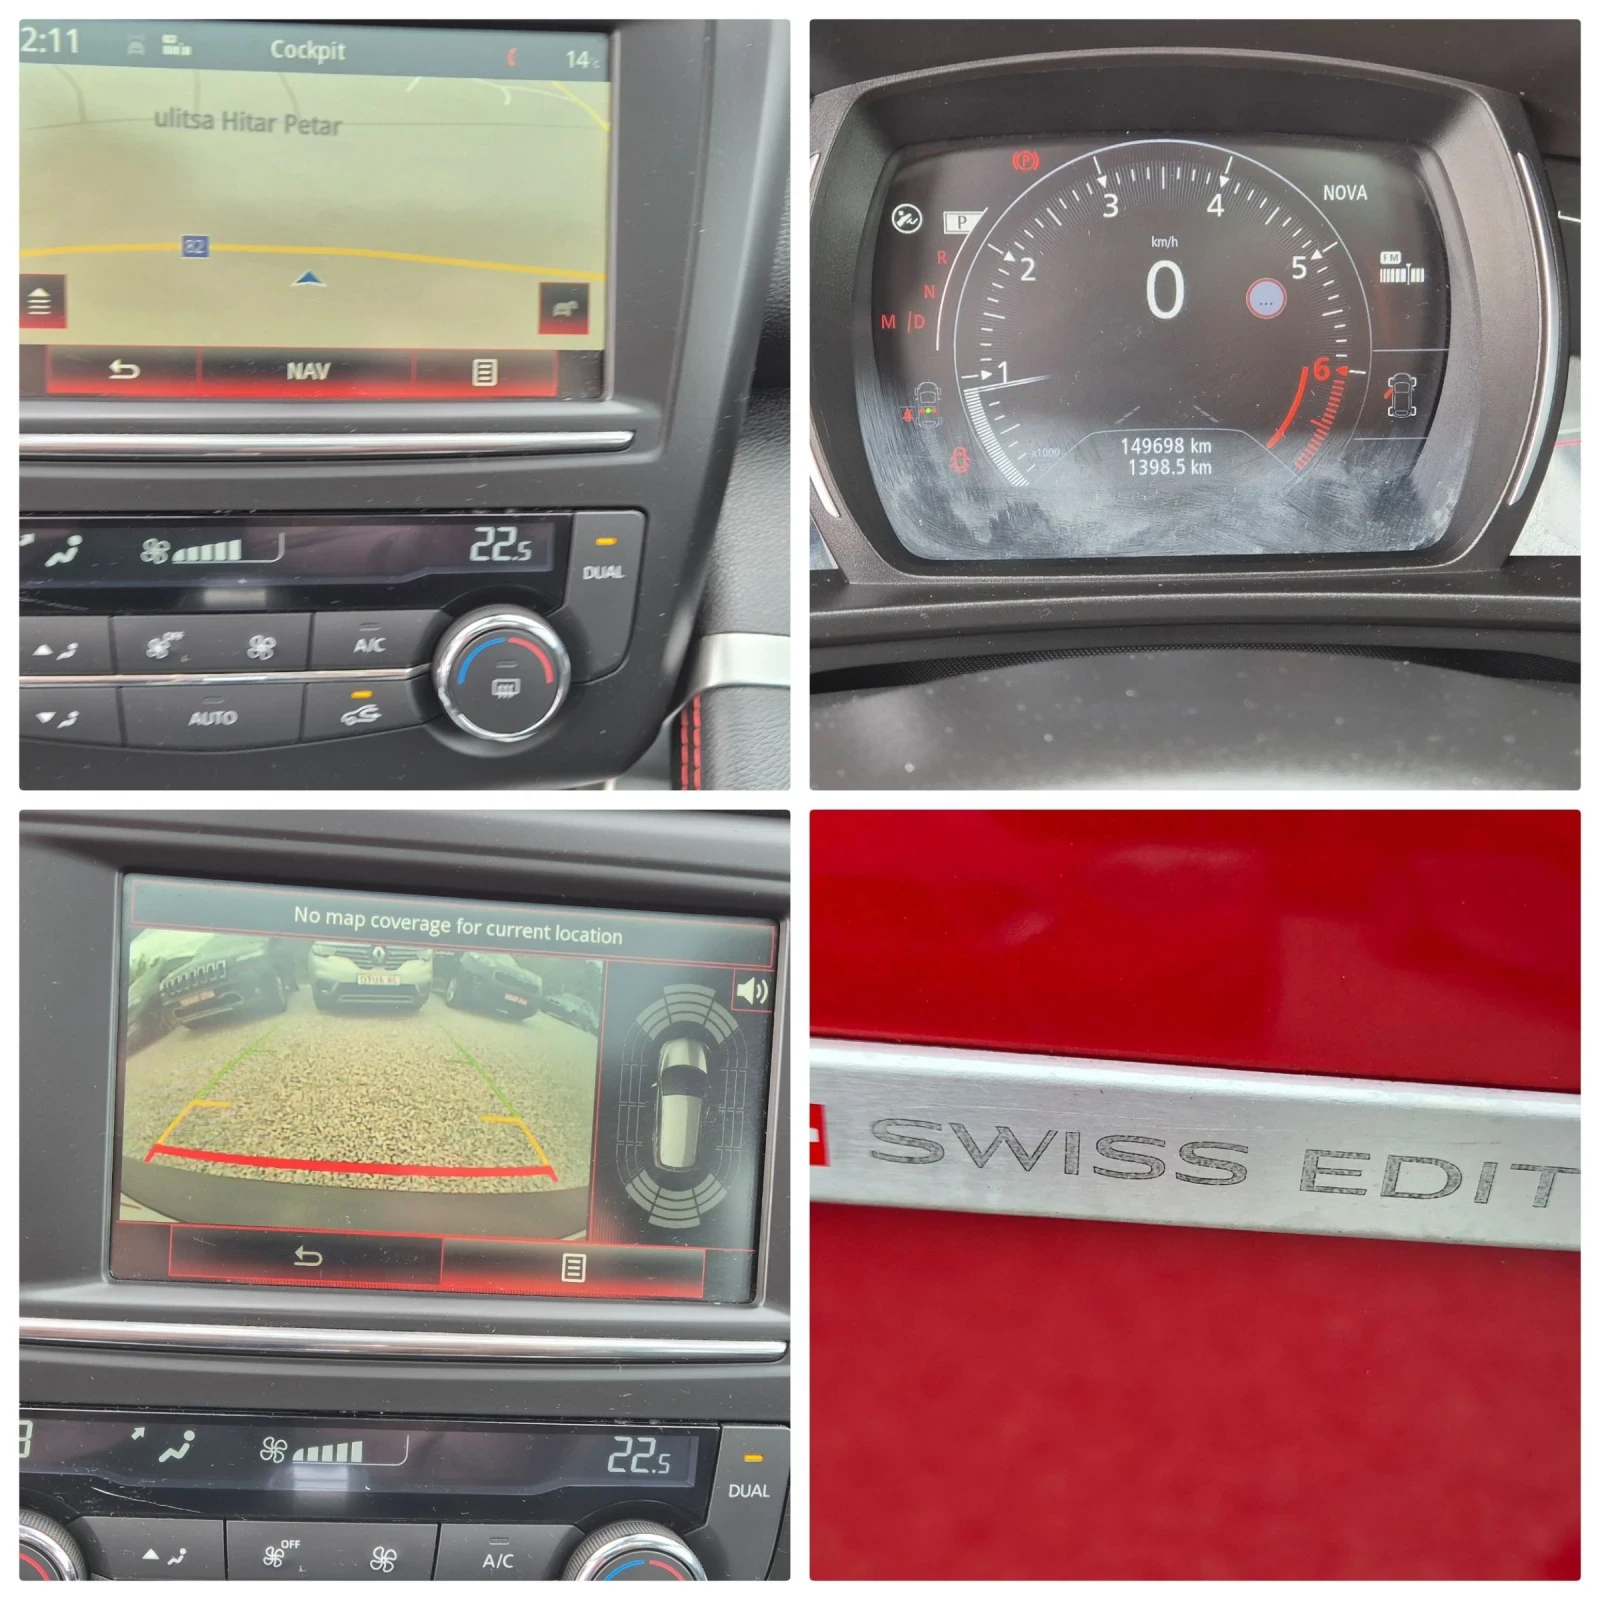 2:11
Cockpit
14°C
ulitsa Hitar Petar
82
NAV
22.5
DUAL
OFF
A/C
AUTO
P
NOVA
R
N
M /D
FM
km/h
0
1
2
3
4
5
6
...
x1000
149698 km
1398.5 km
No map coverage for current location
22.5
DUAL
OFF
A/C
SWISS EDIT